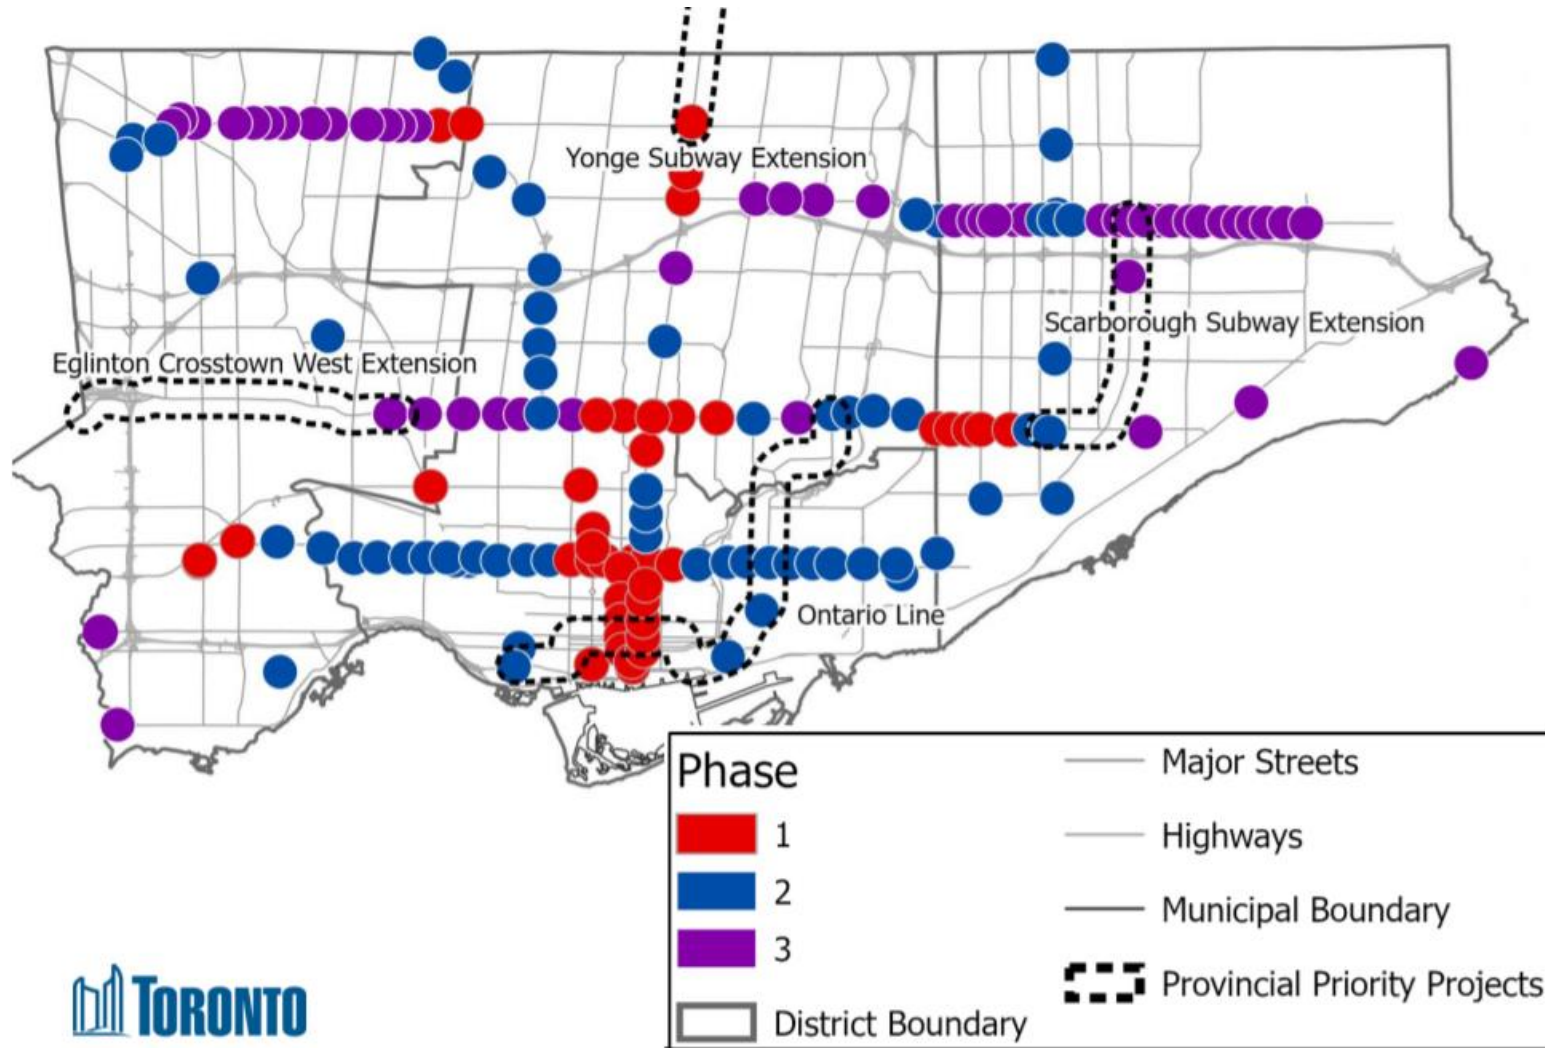 Yonge Subway Extension
Scarborough Subway Extension
Eglinton Crosstown West Extension
Ontario Line
Phase
1
2
3
District Boundary
Major Streets
Highways
Municipal Boundary
Provincial Priority Projects
TORONTO